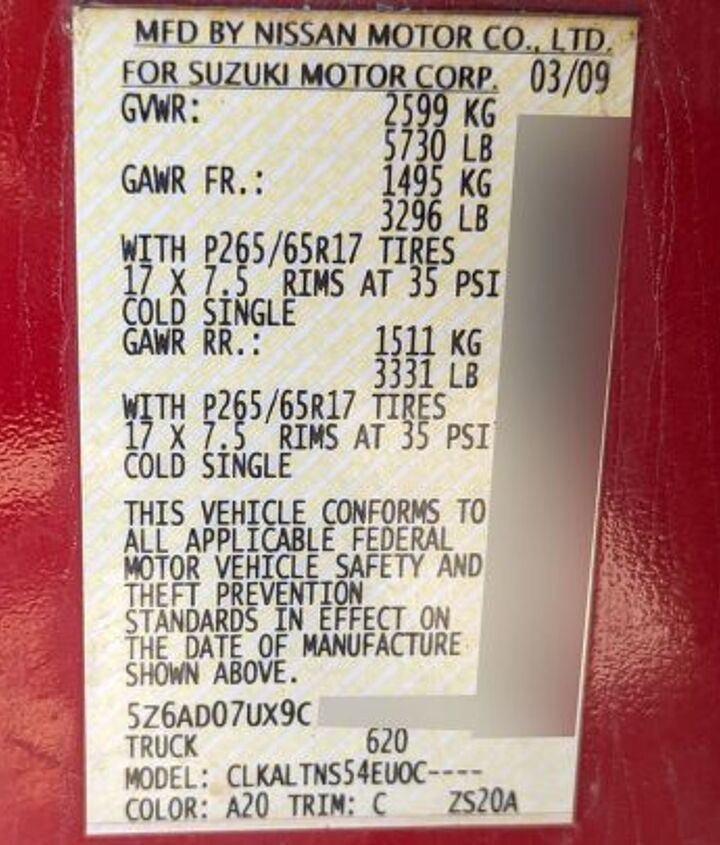 MFD BY NISSAN MOTOR CO., LTD.
FOR SUZUKI MOTOR CORP. 03/09
GVWR: 2599 KG
5730 LB
GAWR FR.: 1495 KG
3296 LB
WITH P265/65R17 TIRES
17 X 7.5 RIMS AT 35 PSI
COLD SINGLE
GAWR RR.: 1511 KG
3331 LB
WITH P265/65R17 TIRES
17 X 7.5 RIMS AT 35 PSI
COLD SINGLE
THIS VEHICLE CONFORMS TO
ALL APPLICABLE FEDERAL
MOTOR VEHICLE SAFETY AND
THEFT PREVENTION
STANDARDS IN EFFECT ON
THE DATE OF MANUFACTURE
SHOWN ABOVE.
5Z6AD07UX9C
TRUCK 620
MODEL: CLKALTNS54EUOC----
COLOR: A20 TRIM: C ZS20A